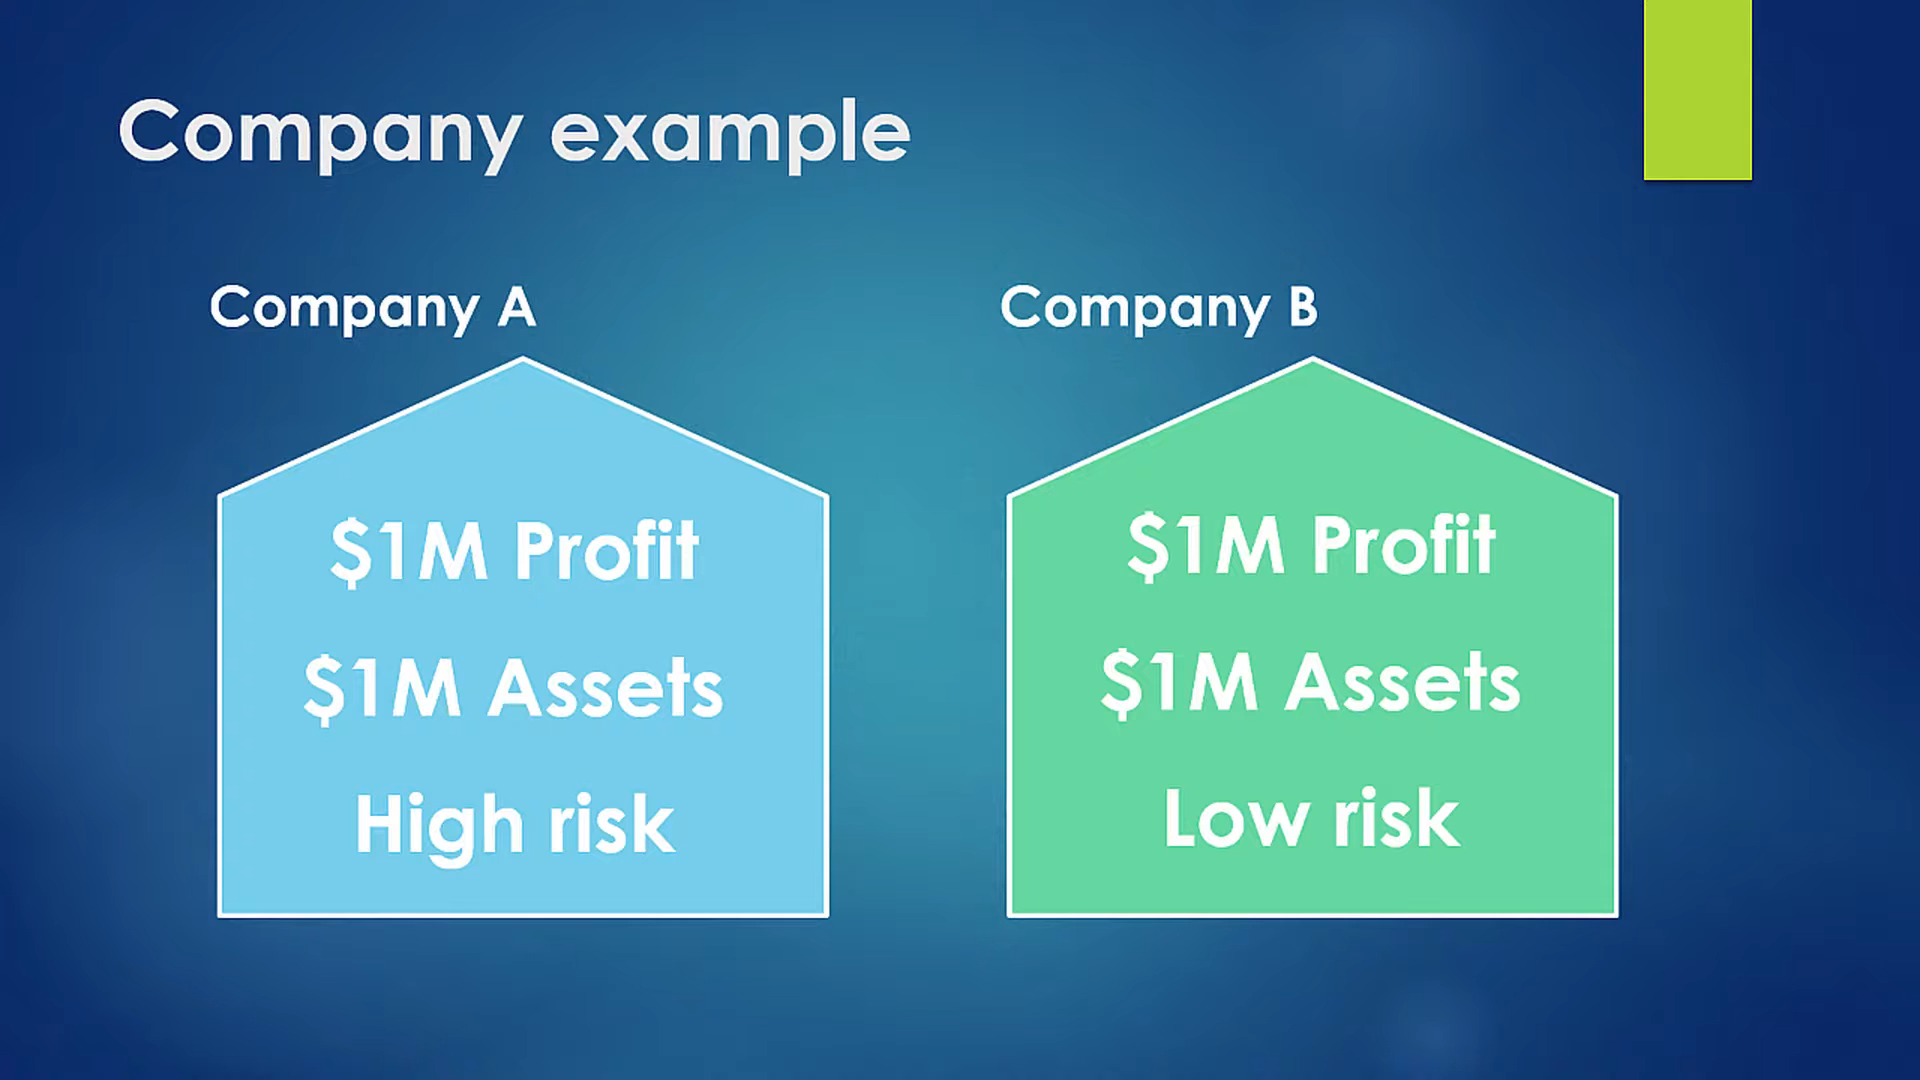 Company example
Company A
$1M Profit
$1M Assets
High risk
Company B
$1M Profit
$1M Assets
Low risk